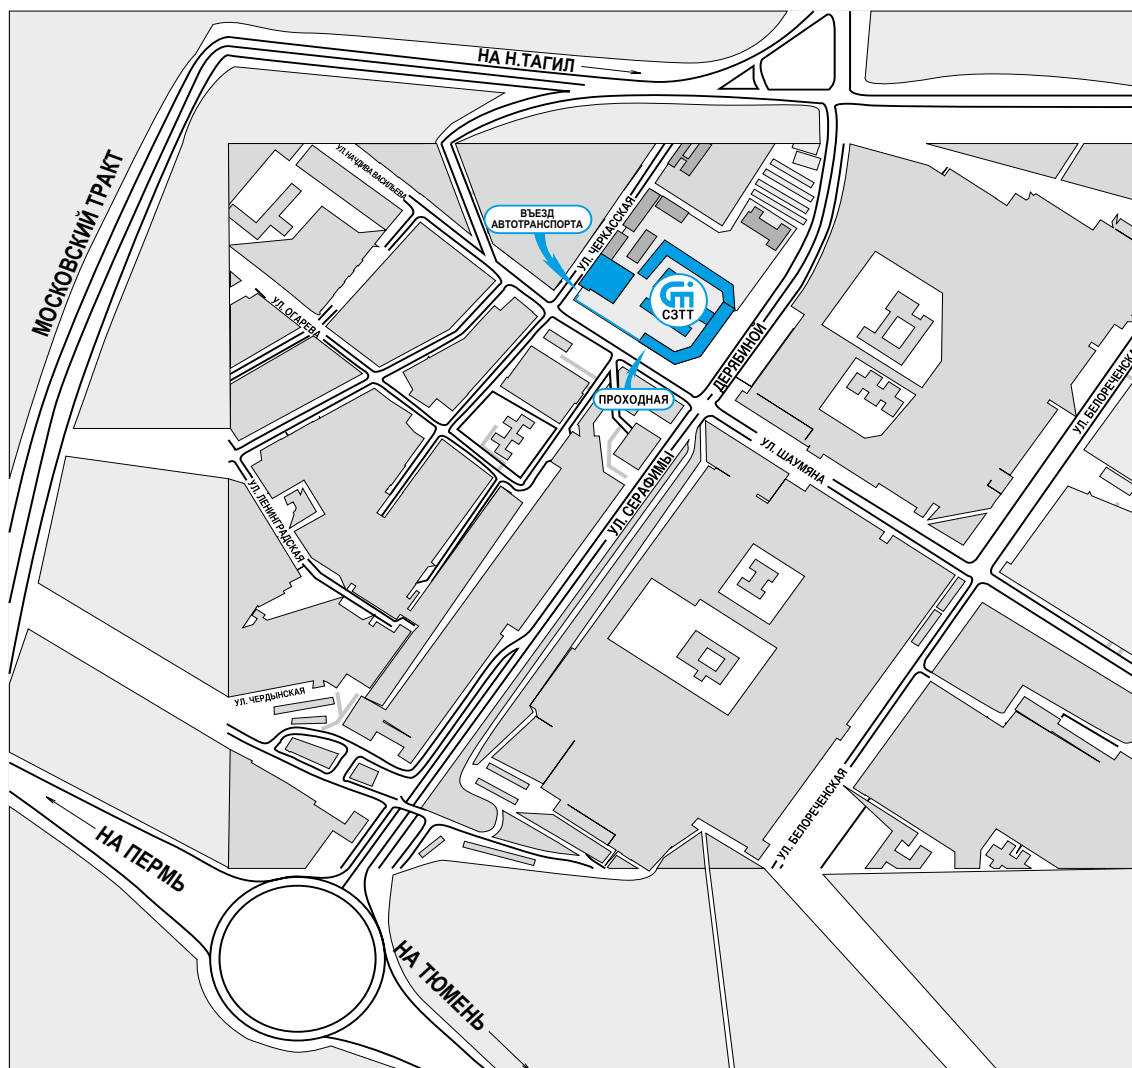 НА Н.ТАГИЛ
МОСКОВСКИЙ ТРАКТ
УЛ.НАЧДИВА ВАСИЛЬЕВА
ВЪЕЗД
АВТОТРАНСПОРТА
УЛ. ЧЕРКАССКАЯ
СЗТТ
УЛ. ОГАРЕВА
ПРОХОДНАЯ
ДЕРЯБИНОЙ
УЛ. БЕЛОРЕЧЕНСКА
УЛ. ШАУМЯНА
УЛ. СЕРАФИМЫ
УЛ. ЛЕНИНГРАДСКАЯ
УЛ. ЧЕРДЫНСКАЯ
УЛ. БЕЛОРЕЧЕНСКАЯ
НА ПЕРМЬ
НА ТЮМЕНЬ